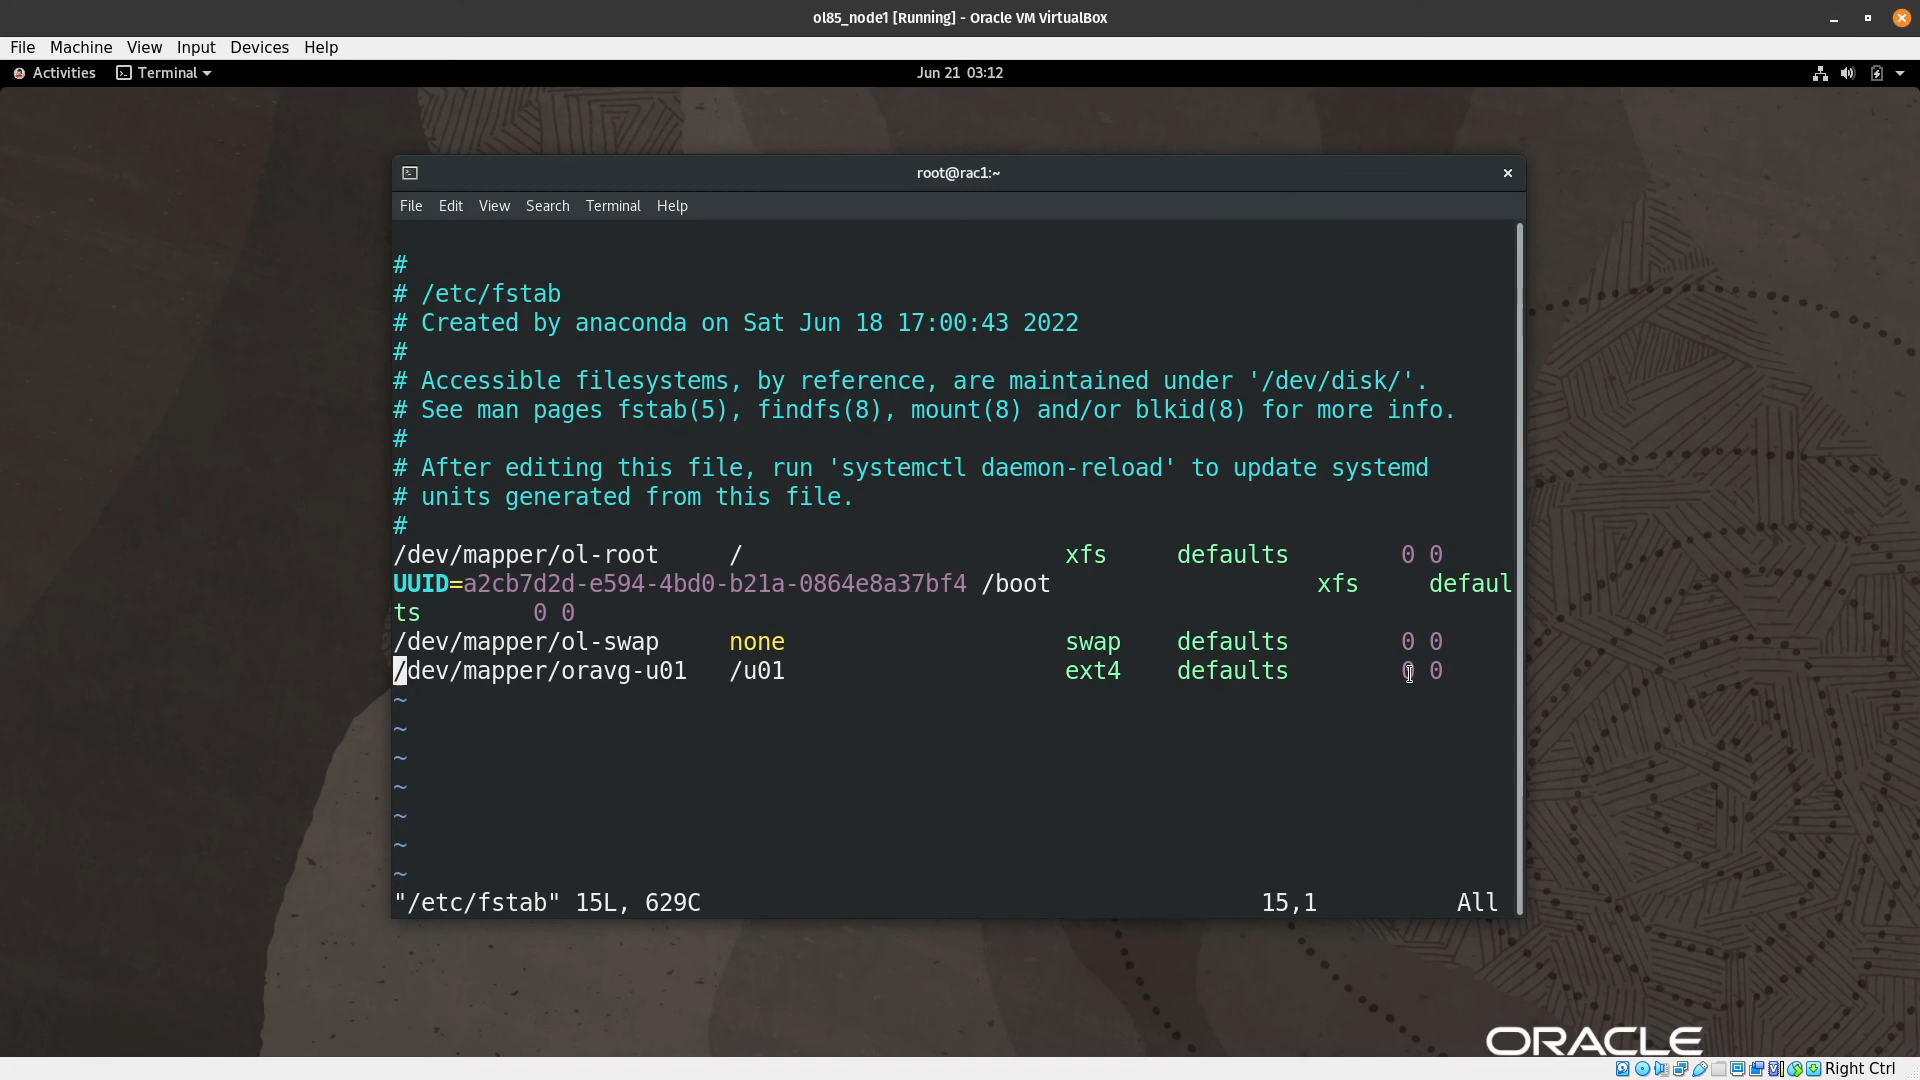 ol85_node1 [Running] - Oracle VM VirtualBox
File Machine View Input Devices Help
Activities Terminal Jun 21 03:12
root@rac1:~
File Edit View Search Terminal Help
#
# /etc/fstab
# Created by anaconda on Sat Jun 18 17:00:43 2022
#
# Accessible filesystems, by reference, are maintained under '/dev/disk/'.
# See man pages fstab(5), findfs(8), mount(8) and/or blkid(8) for more info.
#
# After editing this file, run 'systemctl daemon-reload' to update systemd
# units generated from this file.
#
/dev/mapper/ol-root / xfs defaults 0 0
UUID=a2cb7d2d-e594-4bd0-b21a-0864e8a37bf4 /boot xfs defaul
ts 0 0
/dev/mapper/ol-swap none swap defaults 0 0
/dev/mapper/oravg-u01 /u01 ext4 defaults 0 0
~
~
~
~
~
~
~
"/etc/fstab" 15L, 629C 15,1 All
ORACLE
Right Ctrl